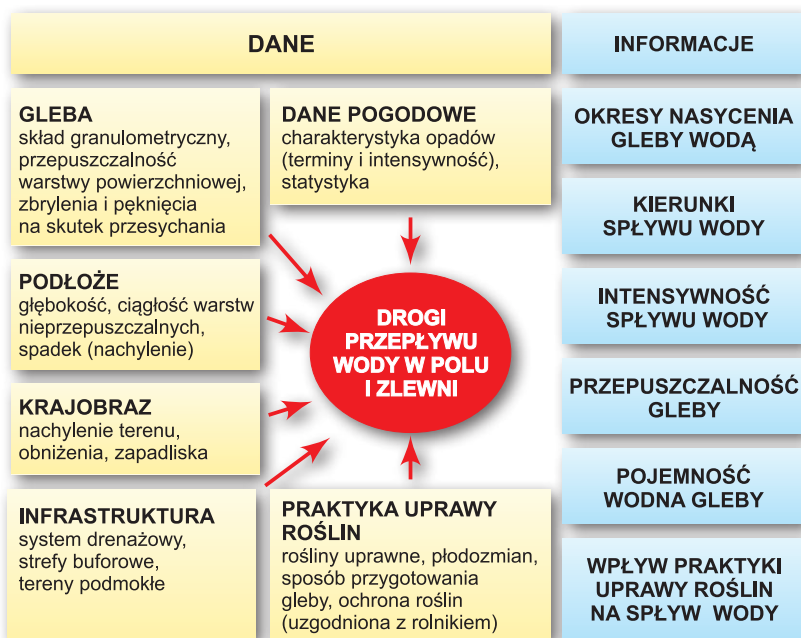 DANE
INFORMACJE
GLEBA
skład granulometryczny,
przepuszczalność
warstwy powierzchniowej,
zbrylenia i pęknięcia
na skutek przesychania
DANE POGODOWE
charakterystyka opadów
(terminy i intensywność),
statystyka
PODŁOŻE
głębokość, ciągłość warstw
nieprzepuszczalnych,
spadek (nachylenie)
KRAJOBRAZ
nachylenie terenu,
obniżenia, zapadliska
INFRASTRUKTURA
system drenażowy,
strefy buforowe,
tereny podmokłe
PRAKTYKA UPRAWY
ROŚLIN
rośliny uprawne, płodozmian,
sposób przygotowania
gleby, ochrona roślin
(uzgodniona z rolnikiem)
DROGI
PRZEPŁYWU
WODY W POLU
I ZLEWNI
OKRESY NASYCENIA
GLEBY WODĄ
KIERUNKI
SPŁYWU WODY
INTENSYWNOŚĆ
SPŁYWU WODY
PRZEPUSZCZALNOŚĆ
GLEBY
POJEMNOŚĆ
WODNA GLEBY
WPŁYW PRAKTYKI
UPRAWY ROŚLIN
NA SPŁYW WODY